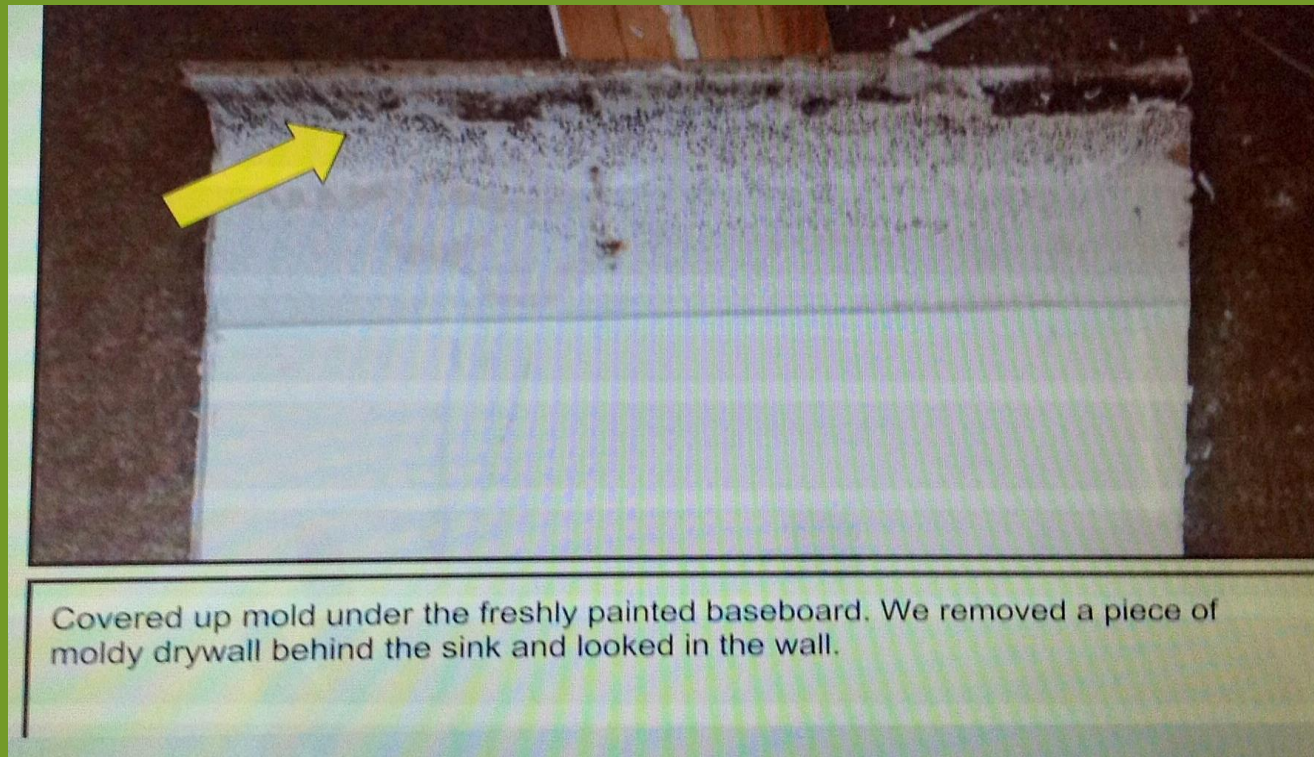 Covered up mold under the freshly painted baseboard. We removed a piece of
moldy drywall behind the sink and looked in the wall.